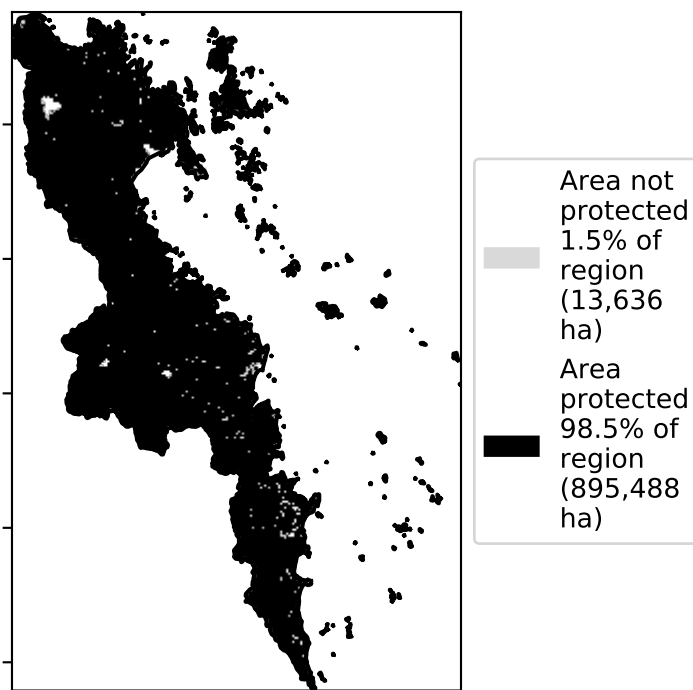 Area not
protected
1.5% of
region
(13,636
ha)
Area
protected
98.5% of
region
(895,488
ha)